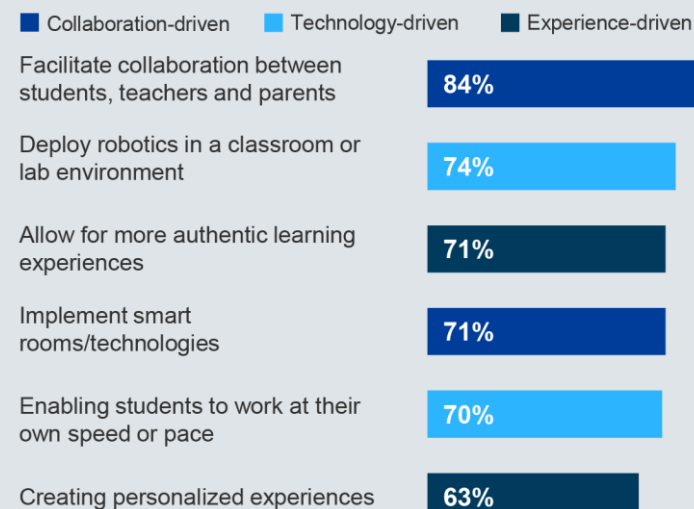 Collaboration-driven Technology-driven Experience-driven
Facilitate collaboration between
students, teachers and parents
84%
Deploy robotics in a classroom or
lab environment
74%
Allow for more authentic learning
experiences
71%
Implement smart
rooms/technologies
71%
Enabling students to work at their
own speed or pace
70%
Creating personalized experiences
63%